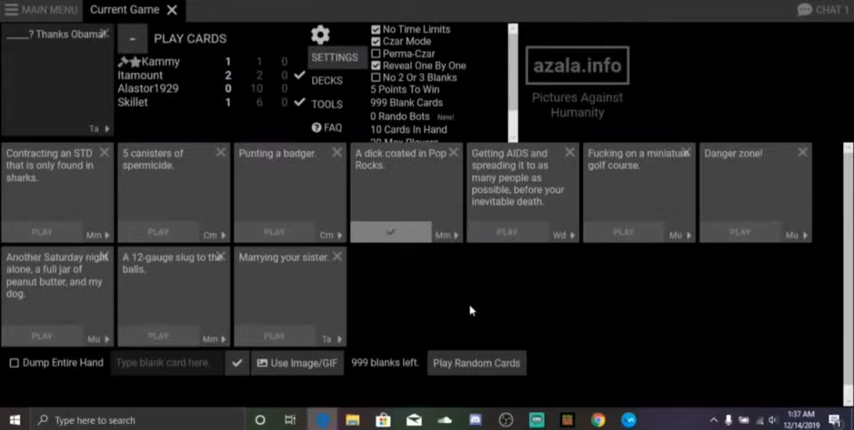 MAIN MENU
Current Game
CHAT 1
____? Thanks Obama
Ta
-
PLAY CARDS
Kammy 1 1 0
Itamount 2 2 0
Alastor1929 0 10 0
Skillet 1 6 0
SETTINGS
DECKS
TOOLS
FAQ
No Time Limits
Czar Mode
Perma-Czar
Reveal One By One
No 2 Or 3 Blanks
5 Points To Win
999 Blank Cards
0 Rando Bots New!
10 Cards In Hand
20 Max Players
azala.info
Pictures Against
Humanity
Contracting an STD
that is only found in
sharks.
PLAY
Mm
5 canisters of
spermicide.
PLAY
Cm
Punting a badger.
PLAY
Cm
A dick coated in Pop
Rocks.
Mm
Getting AIDS and
spreading it to as
many people as
possible, before your
inevitable death.
PLAY
Wd
Fucking on a miniature
golf course.
PLAY
Mu
Danger zone!
PLAY
Mu
Another Saturday night
alone, a full jar of
peanut butter, and my
dog.
PLAY
Mu
A 12-gauge slug to the
balls.
PLAY
Mm
Marrying your sister.
PLAY
Ta
Dump Entire Hand
Type blank card here.
Use Image/GIF
999 blanks left.
Play Random Cards
Type here to search
1:37 AM
12/14/2019